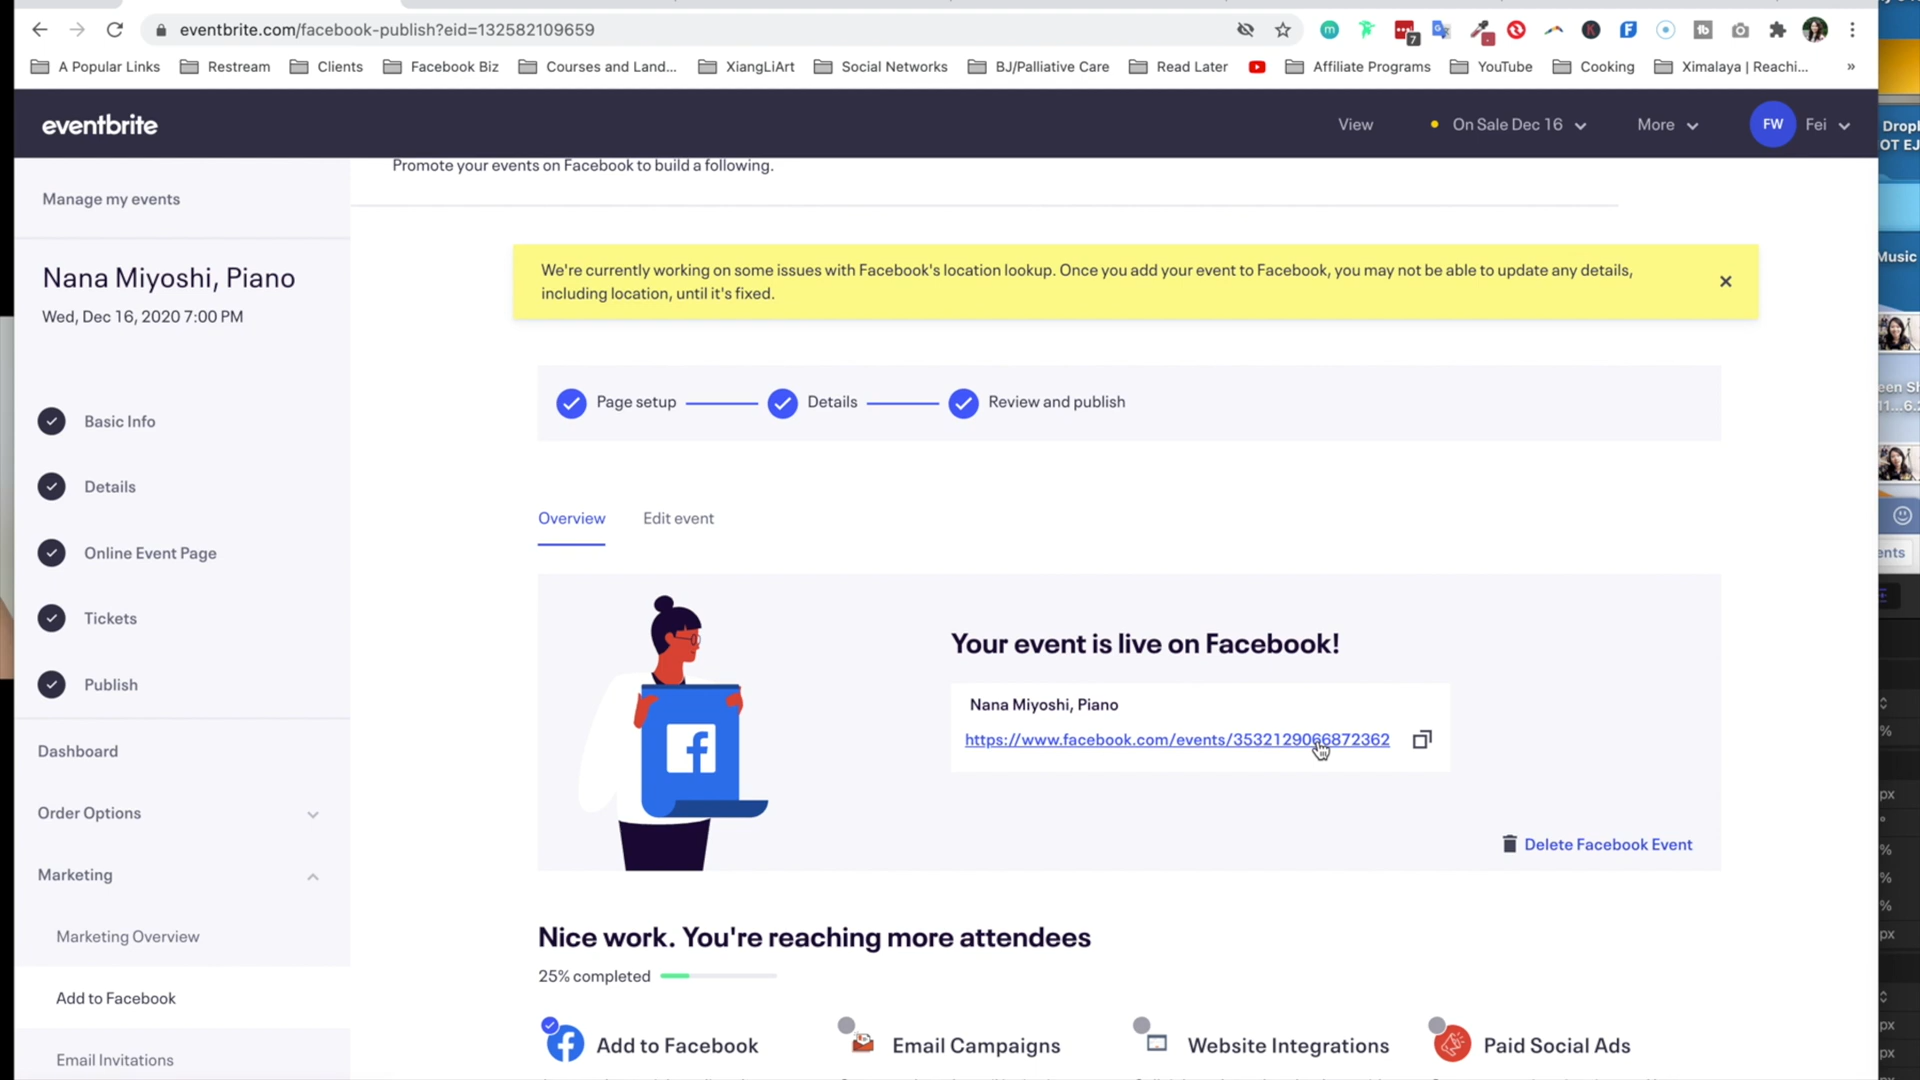 eventbrite.com/facebook-publish?eid=132582109659
7
A Popular Links
Restream
Clients
Facebook Biz
Courses and Land...
XiangLiArt
Social Networks
BJ/Palliative Care
Read Later
Affiliate Programs
YouTube
Cooking
Ximalaya | Reachi...
»
eventbrite
View
On Sale Dec 16
More
FW
Fei
Promote your events on Facebook to build a following.
Manage my events
Nana Miyoshi, Piano
Wed, Dec 16, 2020 7:00 PM
We're currently working on some issues with Facebook's location lookup. Once you add your event to Facebook, you may not be able to update any details,
including location, until it's fixed.
Page setup
Details
Review and publish
Basic Info
Details
Online Event Page
Tickets
Publish
Overview
Edit event
Your event is live on Facebook!
Nana Miyoshi, Piano
https://www.facebook.com/events/3532129066872362
Delete Facebook Event
Dashboard
Order Options
Marketing
Marketing Overview
Add to Facebook
Email Invitations
Nice work. You're reaching more attendees
25% completed
Add to Facebook
Email Campaigns
Website Integrations
Paid Social Ads
OT EJ
Music
px
%
px
px
px